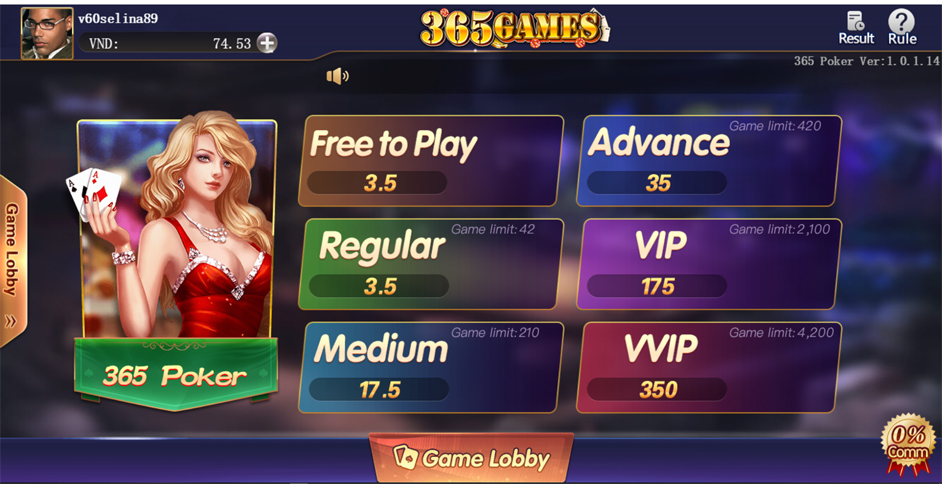 v60selina89
VND: 74.53
365GAMES
Result
Rule
365 Poker Ver:1.0.1.14
Game Lobby
A A
365 Poker
Free to Play
3.5
Advance
Game limit:420
35
Regular
Game limit:42
3.5
VIP
Game limit:2,100
175
Medium
Game limit:210
17.5
VVIP
Game limit:4,200
350
Game Lobby
0%
Comm